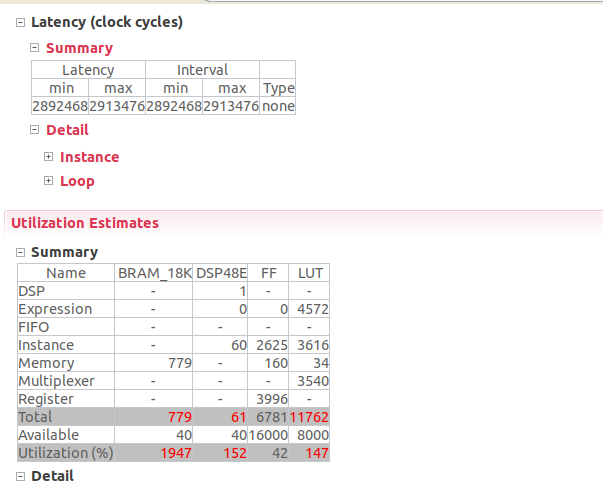 Latency (clock cycles)
Summary
Latency Interval
min max min max Type
2892468 2913476 2892468 2913476 none
Detail
Instance
Loop
Utilization Estimates
Summary
Name BRAM_18K DSP48E FF LUT
DSP - 1 - -
Expression - 0 0 4572
FIFO - - - -
Instance - 60 2625 3616
Memory 779 - 160 34
Multiplexer - - - 3540
Register - - 3996 -
Total 779 61 6781 11762
Available 40 40 16000 8000
Utilization (%) 1947 152 42 147
Detail